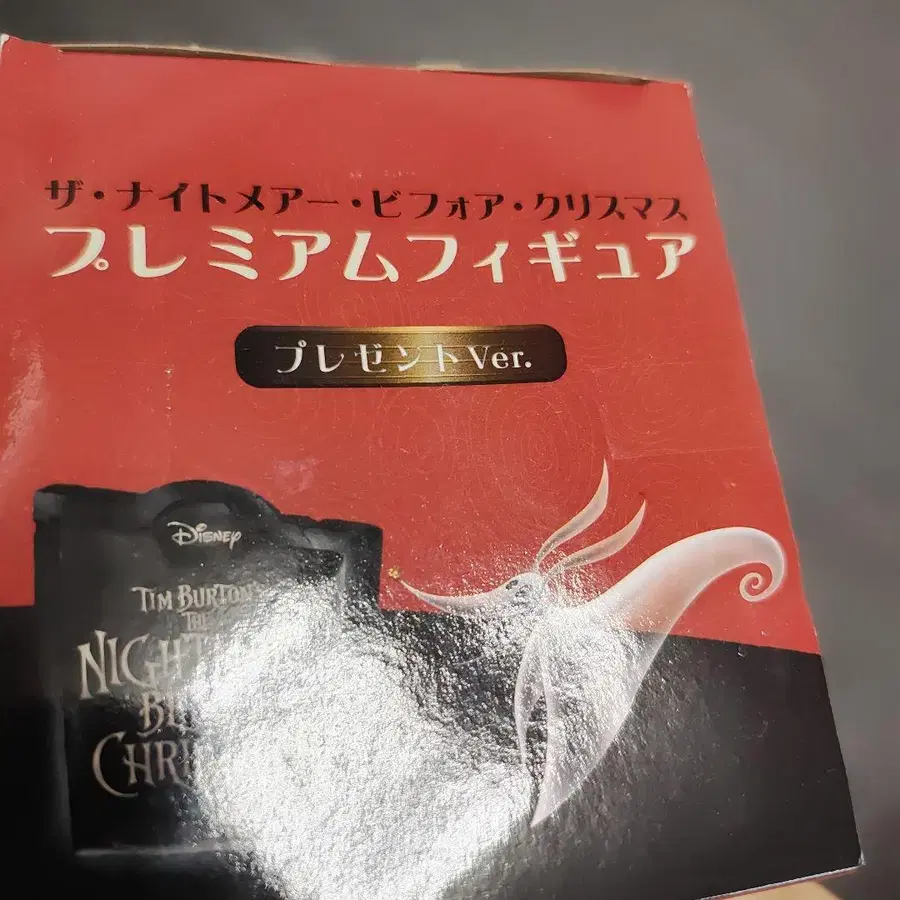 ザ・ナイトメアー・ビフォア・クリスマス
プレミアムフィギュア
プレゼントVer.
DISNEY
TIM BURTON'S
THE